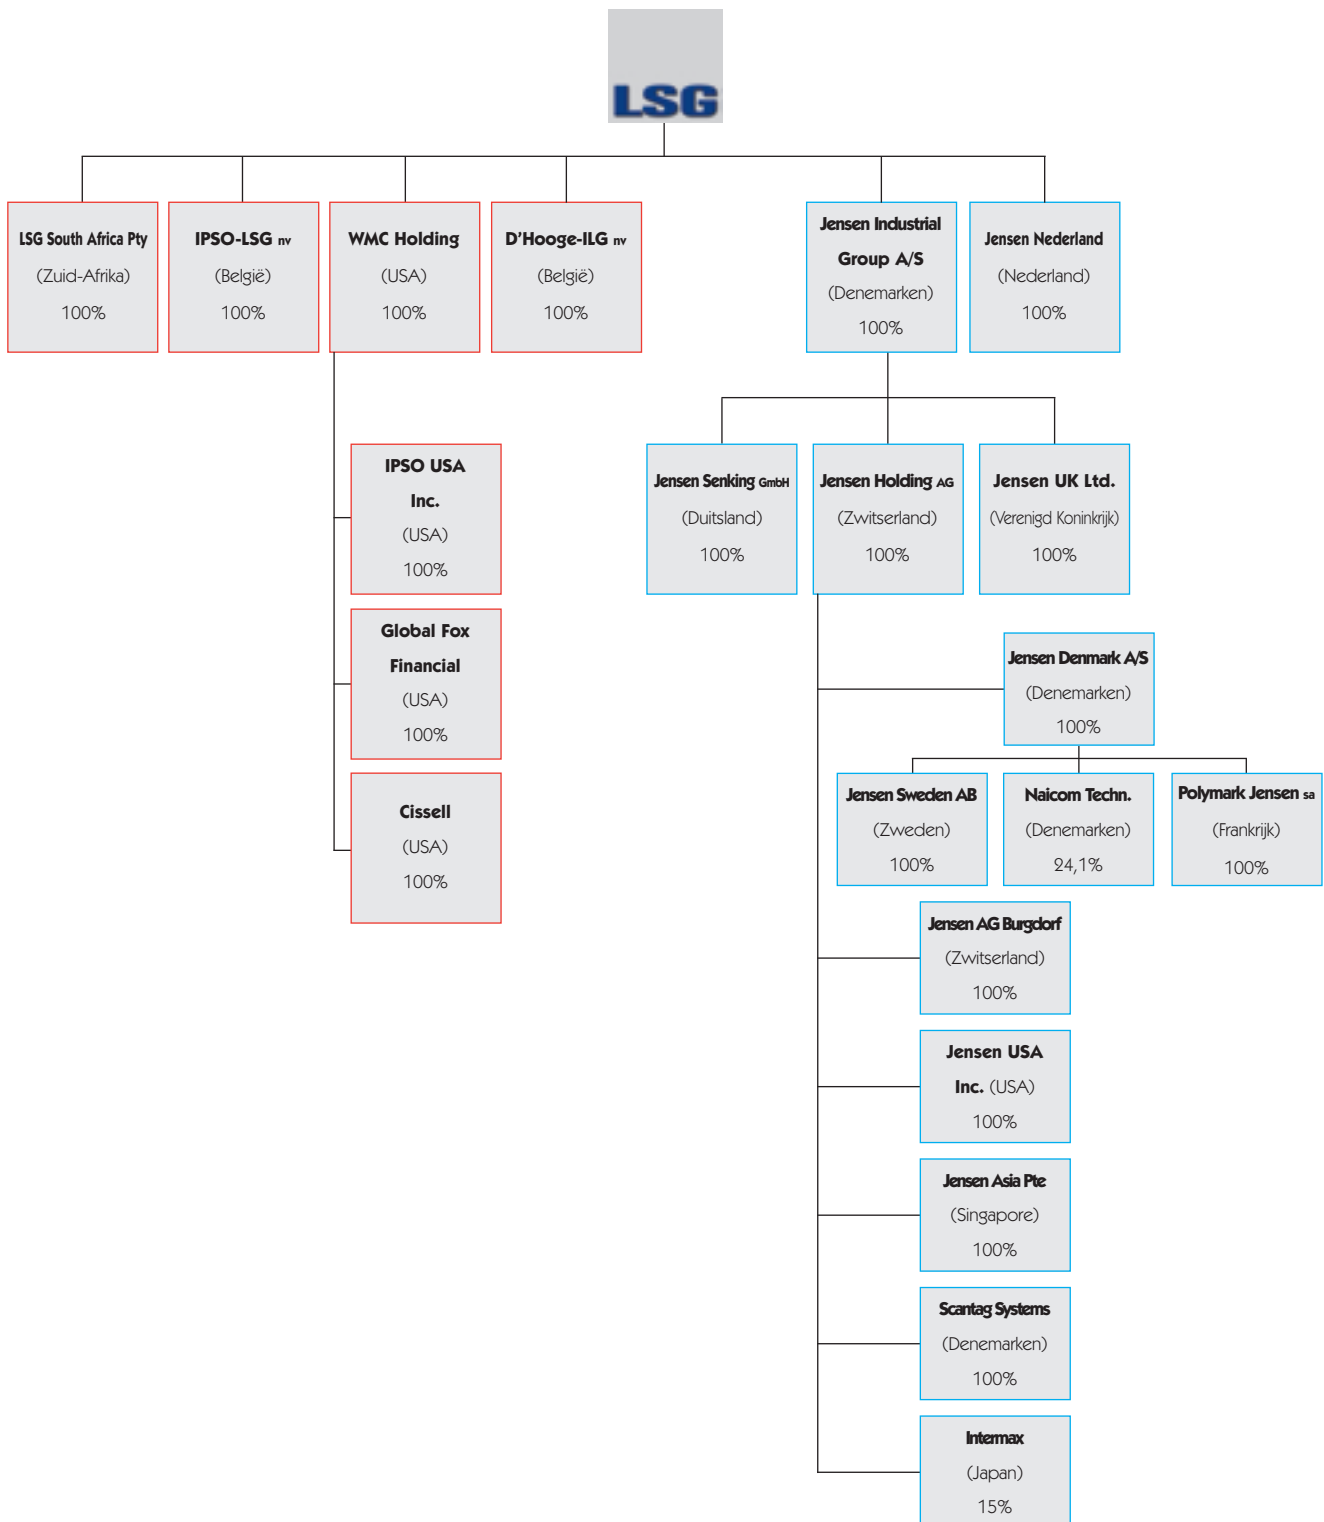 LSG
LSG South Africa Pty
(Zuid-Afrika)
100%
IPSO-LSG nv
(België)
100%
WMC Holding
(USA)
100%
D'Hooge-ILG nv
(België)
100%
Jensen Industrial
Group A/S
(Denemarken)
100%
Jensen Nederland
(Nederland)
100%
IPSO USA
Inc.
(USA)
100%
Global Fox
Financial
(USA)
100%
Cissell
(USA)
100%
Jensen Senking GmbH
(Duitsland)
100%
Jensen Holding AG
(Zwitserland)
100%
Jensen UK Ltd.
(Verenigd Koninkrijk)
100%
Jensen Denmark A/S
(Denemarken)
100%
Jensen Sweden AB
(Zweden)
100%
Naicom Techn.
(Denemarken)
24,1%
Polymark Jensen sa
(Frankrijk)
100%
Jensen AG Burgdorf
(Zwitserland)
100%
Jensen USA
Inc. (USA)
100%
Jensen Asia Pte
(Singapore)
100%
Scantag Systems
(Denemarken)
100%
Intermax
(Japan)
15%